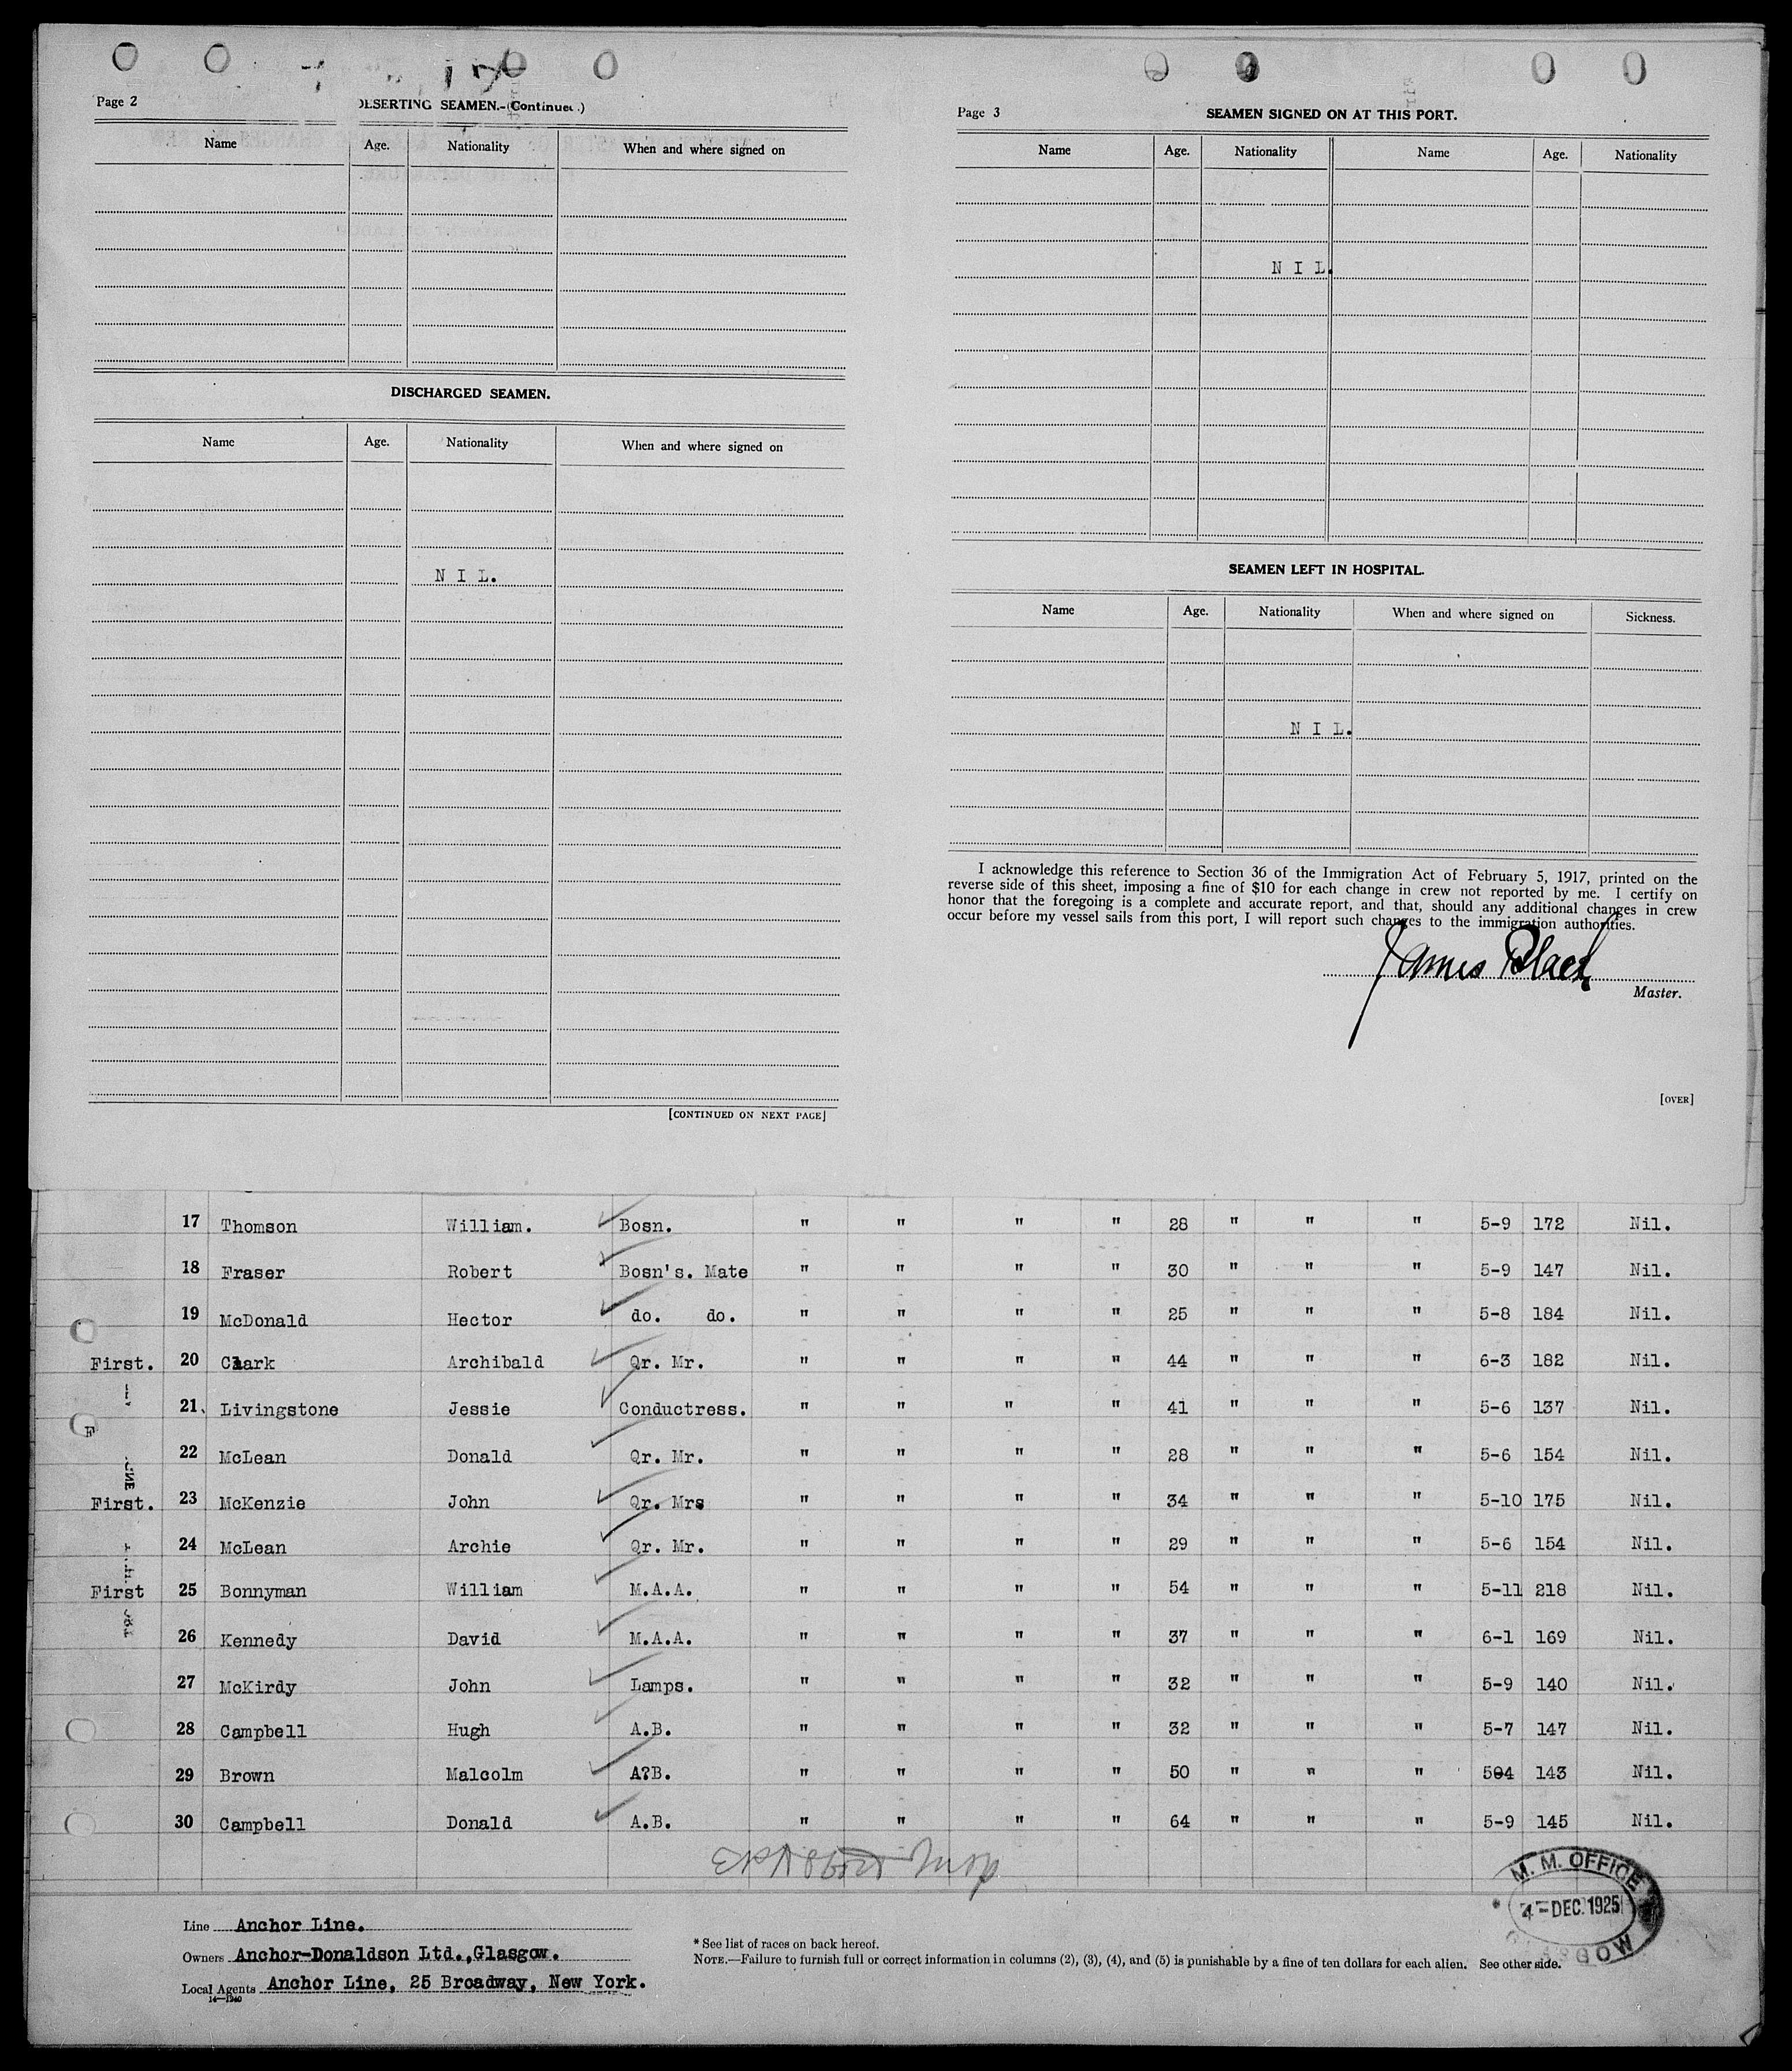 Page 2
DESERTING SEAMEN.-(Continued.)
Name Age. Nationality When and where signed on
DISCHARGED SEAMEN.
Name Age. Nationality When and where signed on
N I L.
[CONTINUED ON NEXT PAGE]
Page 3
SEAMEN SIGNED ON AT THIS PORT.
Name Age. Nationality Name Age. Nationality
N I L.
SEAMEN LEFT IN HOSPITAL.
Name Age. Nationality When and where signed on Sickness.
N I L.
I acknowledge this reference to Section 36 of the Immigration Act of February 5, 1917, printed on the
reverse side of this sheet, imposing a fine of $10 for each change in crew not reported by me. I certify on
honor that the foregoing is a complete and accurate report, and that, should any additional changes in crew
occur before my vessel sails from this port, I will report such changes to the immigration authorities.
James Black
Master.
[OVER]
17 Thomson William. Bosn. " " " " 28 " " " 5-9 172 Nil.
18 Fraser Robert Bosn's. Mate " " " " 30 " " " 5-9 147 Nil.
19 McDonald Hector do. do. " " " " 25 " " " 5-8 184 Nil.
First. 20 Clark Archibald Qr. Mr. " " " " 44 " " " 6-3 182 Nil.
21 Livingstone Jessie Conductress. " " " " 41 " " " 5-6 137 Nil.
22 McLean Donald Qr. Mr. " " " " 28 " " " 5-6 154 Nil.
First. 23 McKenzie John Qr. Mrs " " " " 34 " " " 5-10 175 Nil.
24 McLean Archie Qr. Mr. " " " " 29 " " " 5-6 154 Nil.
First 25 Bonnyman William M.A.A. " " " " 54 " " " 5-11 218 Nil.
26 Kennedy David M.A.A. " " " " 37 " " " 6-1 169 Nil.
27 McKirdy John Lamps. " " " " 32 " " " 5-9 140 Nil.
28 Campbell Hugh A.B. " " " " 32 " " " 5-7 147 Nil.
29 Brown Malcolm A?B. " " " " 50 " " " 504 143 Nil.
30 Campbell Donald A.B. " " " " 64 " " " 5-9 145 Nil.
Line Anchor Line.
Owners Anchor-Donaldson Ltd.,Glasgow.
Local Agents Anchor Line, 25 Broadway, New York.
14-1240
* See list of races on back hereof.
NOTE.—Failure to furnish full or correct information in columns (2), (3), (4), and (5) is punishable by a fine of ten dollars for each alien. See other side.
M. M. OFFICE
4-DEC.1925
GLASGOW